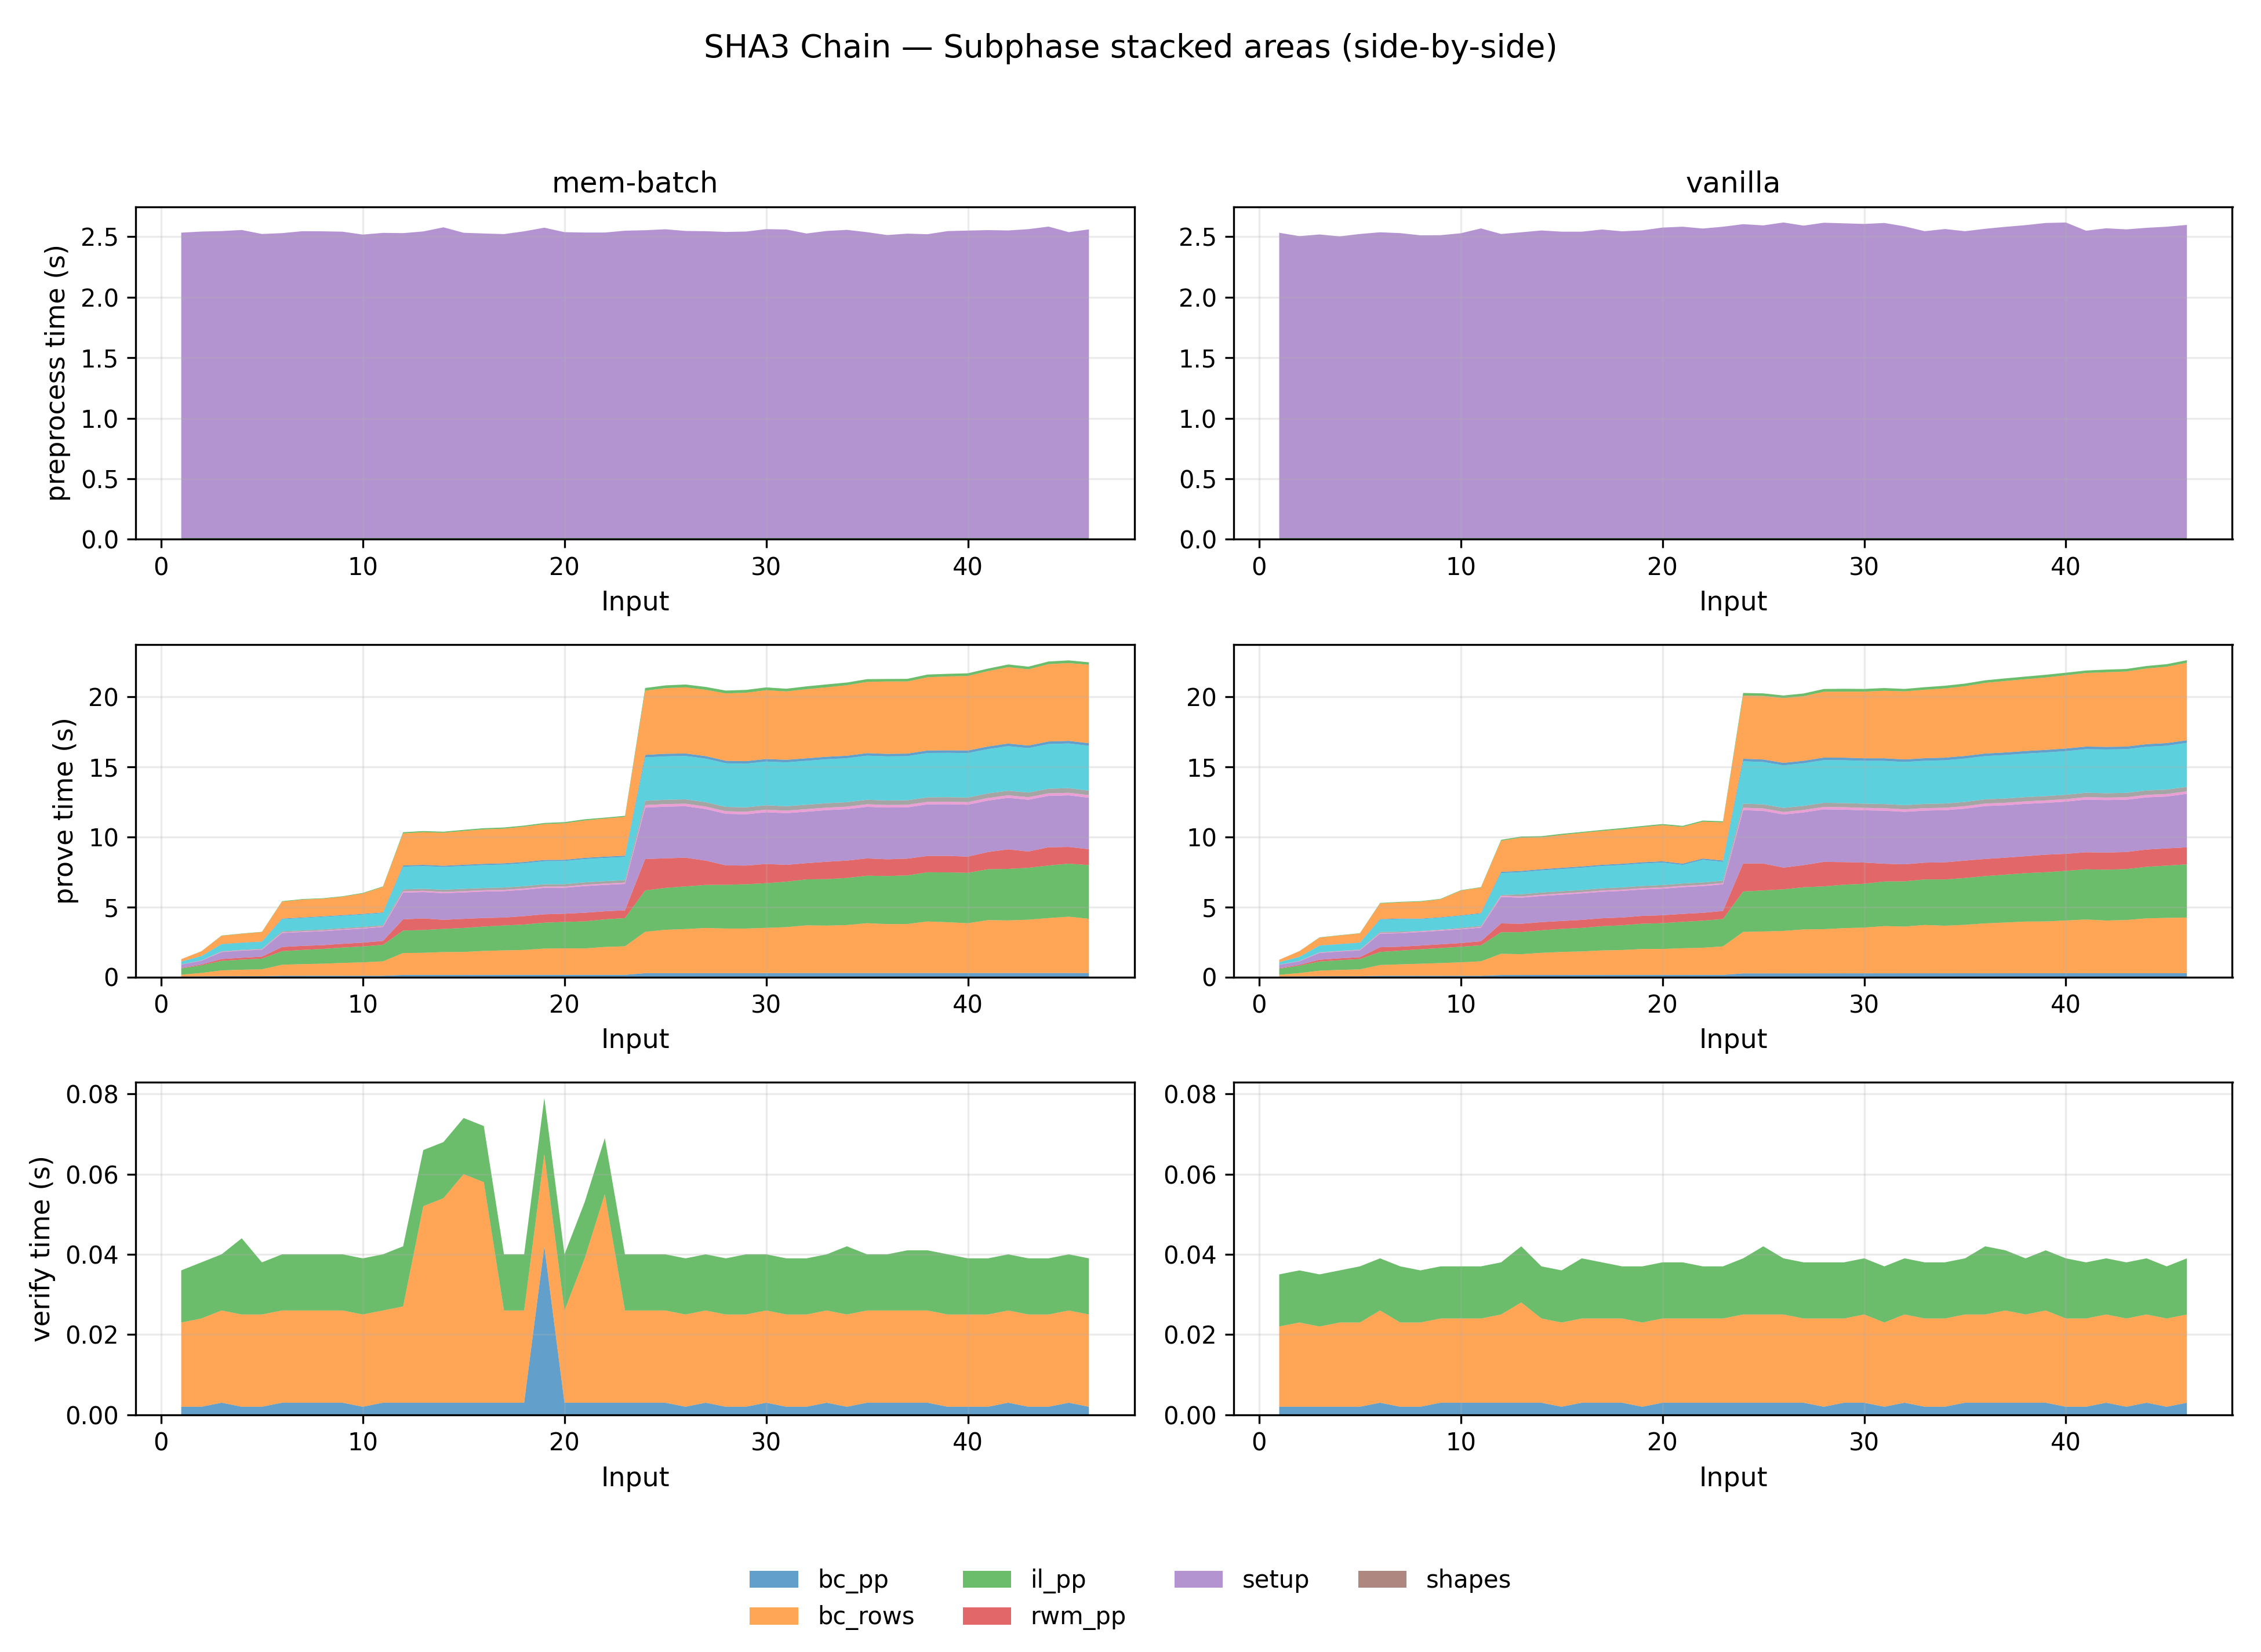 SHA3 Chain — Subphase stacked areas (side-by-side)
mem-batch
vanilla
preprocess time (s)
2.5
2.0
1.5
1.0
0.5
0.0
0 10 20 30 40
Input
2.5
2.0
1.5
1.0
0.5
0.0
0 10 20 30 40
Input
prove time (s)
20
15
10
5
0
0 10 20 30 40
Input
20
15
10
5
0
0 10 20 30 40
Input
verify time (s)
0.08
0.06
0.04
0.02
0.00
0 10 20 30 40
Input
0.08
0.06
0.04
0.02
0.00
0 10 20 30 40
Input
bc_pp il_pp setup shapes
bc_rows rwm_pp